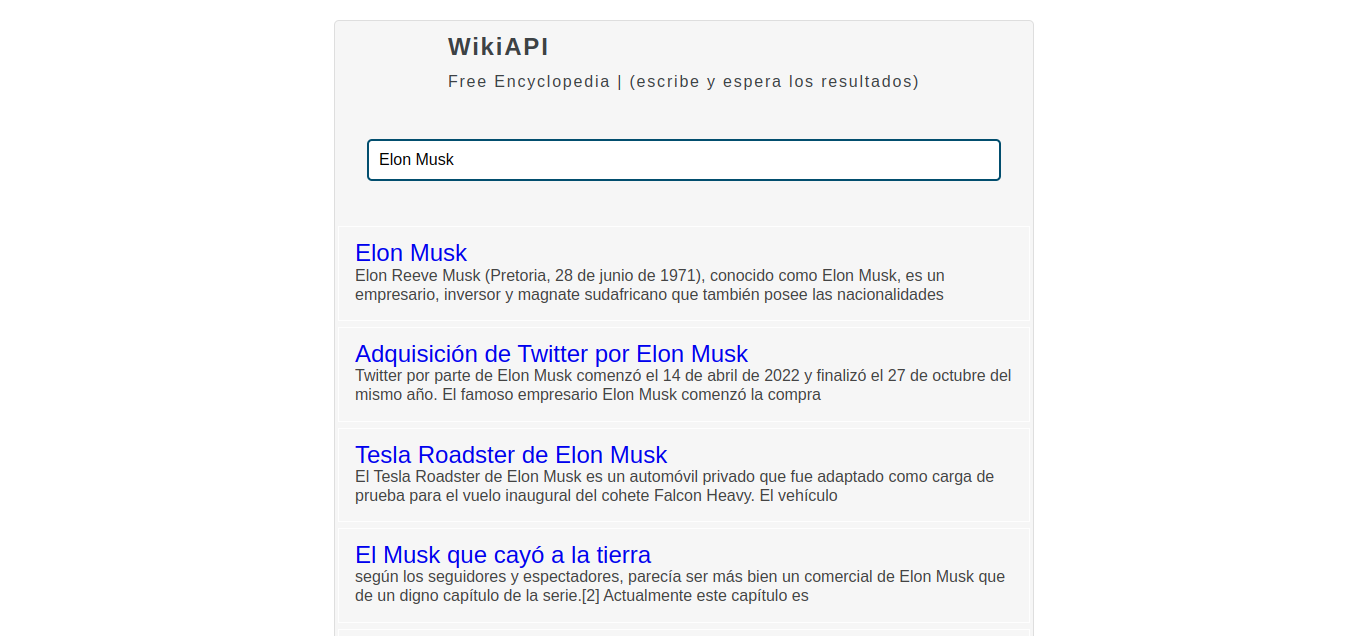 WikiAPI
Free Encyclopedia | (escribe y espera los resultados)
Elon Musk
Elon Musk
Elon Reeve Musk (Pretoria, 28 de junio de 1971), conocido como Elon Musk, es un
empresario, inversor y magnate sudafricano que también posee las nacionalidades
Adquisición de Twitter por Elon Musk
Twitter por parte de Elon Musk comenzó el 14 de abril de 2022 y finalizó el 27 de octubre del
mismo año. El famoso empresario Elon Musk comenzó la compra
Tesla Roadster de Elon Musk
El Tesla Roadster de Elon Musk es un automóvil privado que fue adaptado como carga de
prueba para el vuelo inaugural del cohete Falcon Heavy. El vehículo
El Musk que cayó a la tierra
según los seguidores y espectadores, parecía ser más bien un comercial de Elon Musk que
de un digno capítulo de la serie.[2] Actualmente este capítulo es